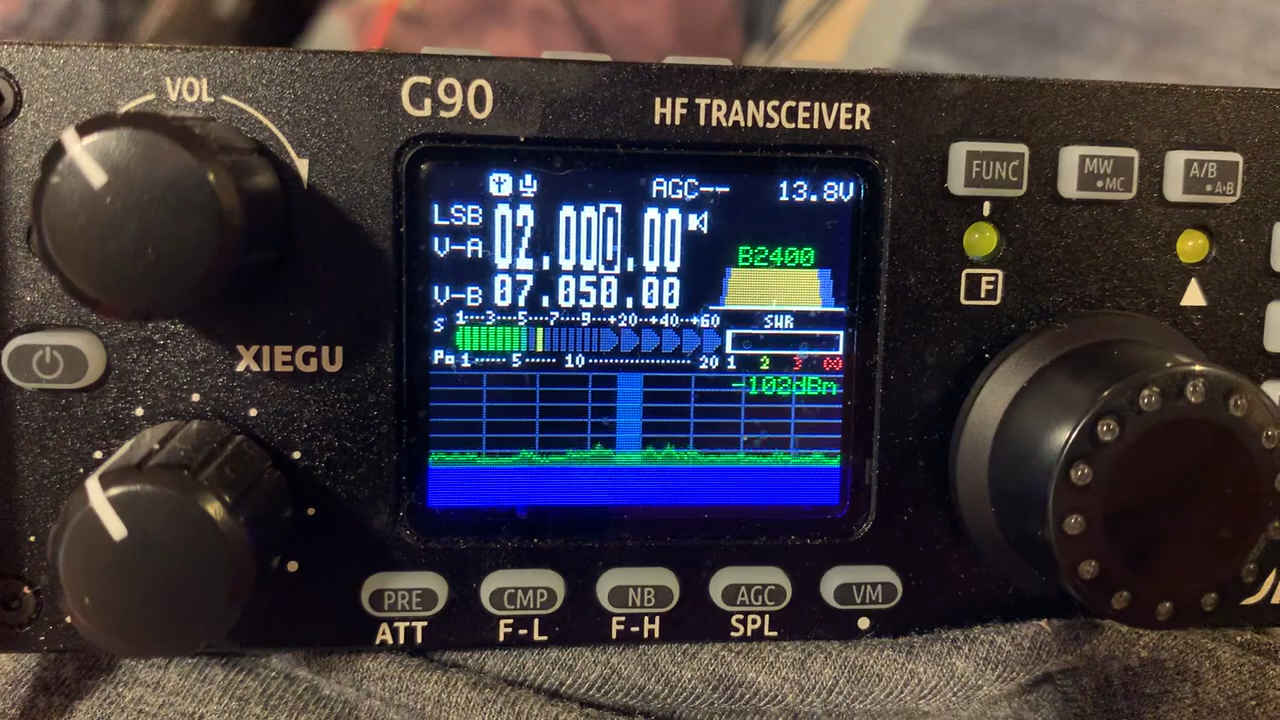 VOL
G90
HF TRANSCEIVER
FUNC
MW
•MC
A/B
•A›B
F
AGC--
13.8V
LSB
02.000.00
V-A
B2400
V-B
07.050.00
S
1--3--5--7--9--+20--+40--+60
SWR
Po
1-----5-----10--------------20
1 2 3 ∞
-102dBm
XIEGU
PRE
CMP
NB
AGC
VM
ATT
F-L
F-H
SPL